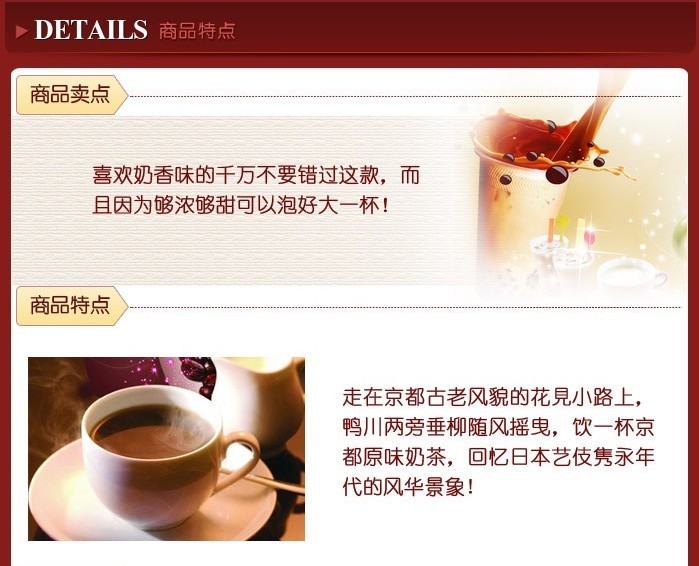 DETAILS 商品特点
商品卖点
喜欢奶香味的千万不要错过这款，而
且因为够浓够甜可以泡好大一杯！
商品特点
走在京都古老风貌的花見小路上，
鸭川两旁垂柳随风摇曳，饮一杯京
都原味奶茶，回忆日本艺伎隽永年
代的风华景象！